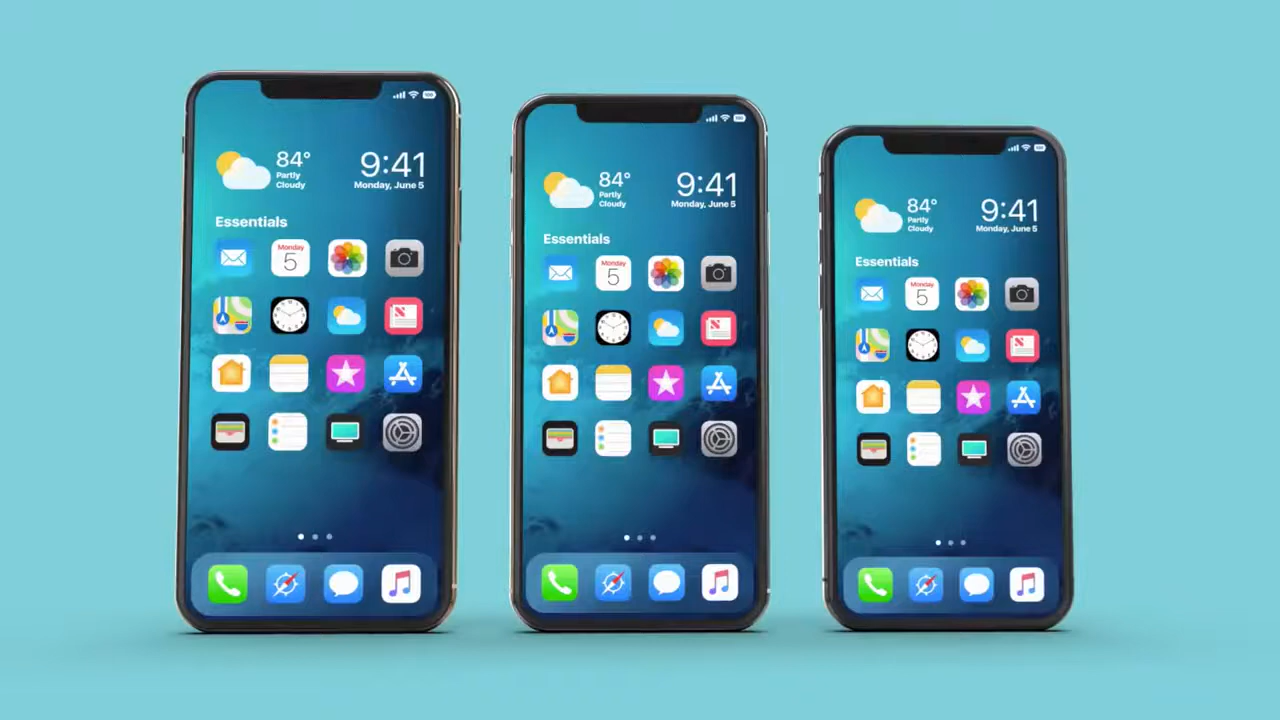 84°
Partly
Cloudy
9:41
Monday, June 5
Essentials
Monday
5
84°
Partly
Cloudy
9:41
Monday, June 5
Essentials
Monday
5
84°
Partly
Cloudy
9:41
Monday, June 5
Essentials
Monday
5